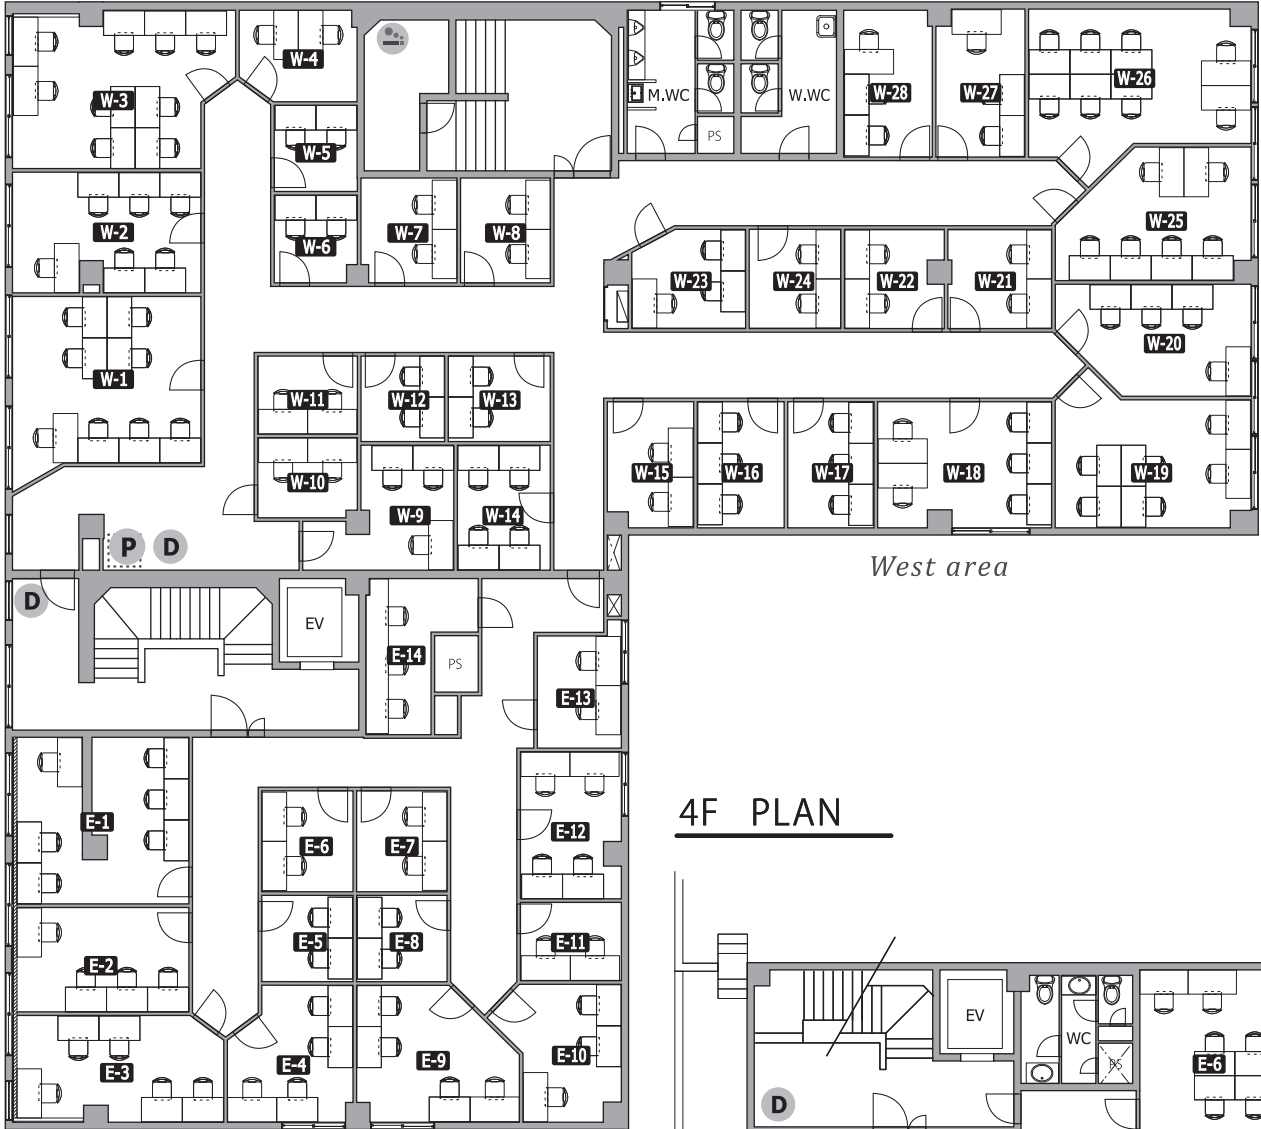 W-4
W-3
M.WC
W.WC
W-28
W-27
W-26
PS
W-5
W-2
W-6
W-7
W-8
W-25
W-23
W-24
W-22
W-21
W-20
W-1
W-11
W-12
W-13
W-10
W-9
W-14
W-15
W-16
W-17
W-18
W-19
P
D
West area
D
EV
E-14
PS
E-13
E-1
E-6
E-7
E-12
4F PLAN
E-5
E-8
E-11
E-2
E-3
E-4
E-9
E-10
EV
WC
PS
E-6
D